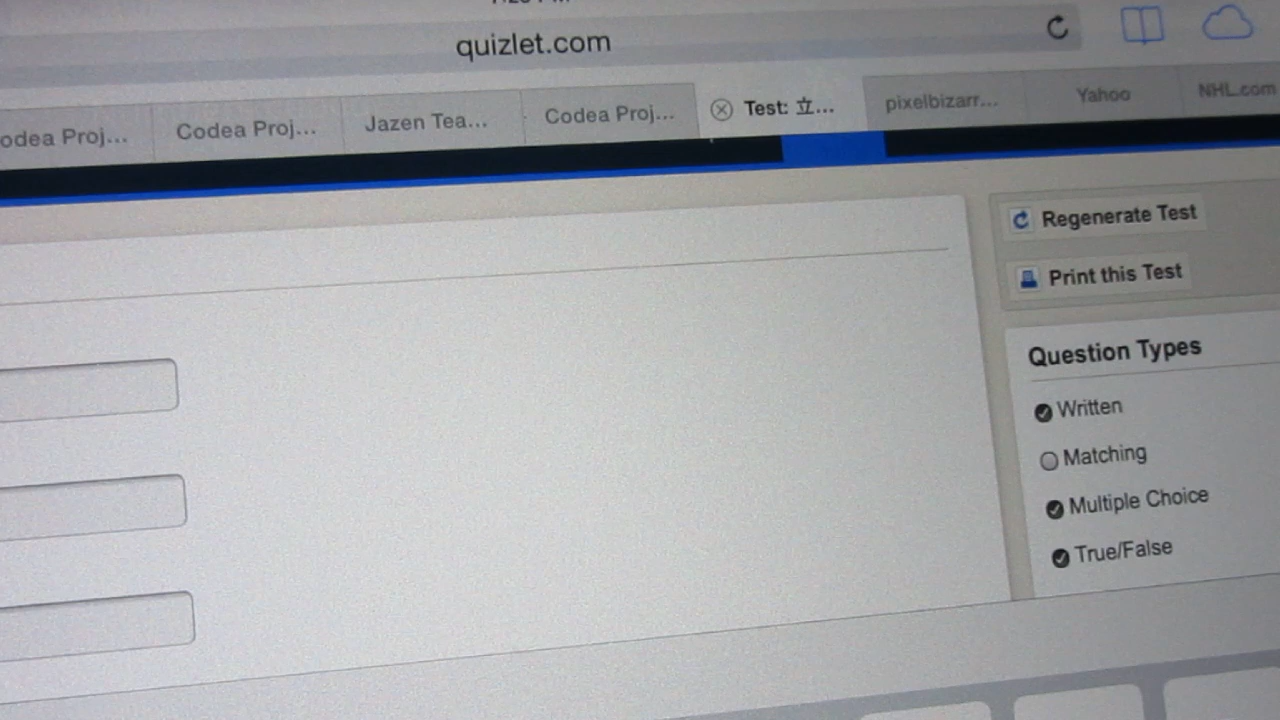 quizlet.com
odea Proj...
Codea Proj...
Jazen Tea...
Codea Proj...
Test: 立...
pixelbizarr...
Yahoo
NHL.com
Regenerate Test
Print this Test
Question Types
Written
Matching
Multiple Choice
True/False